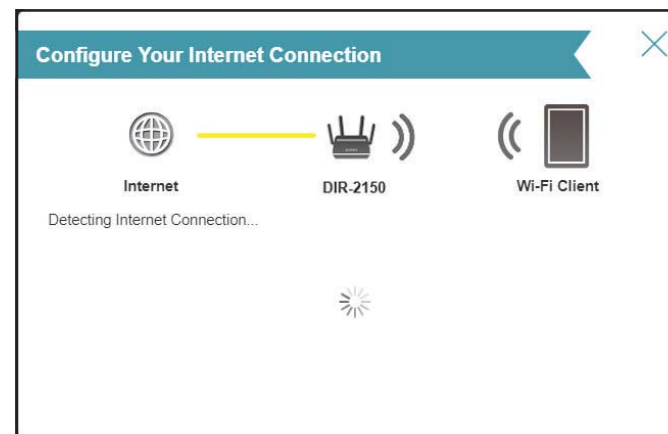 Configure Your Internet Connection
Internet
DIR-2150
Wi-Fi Client
Detecting Internet Connection...